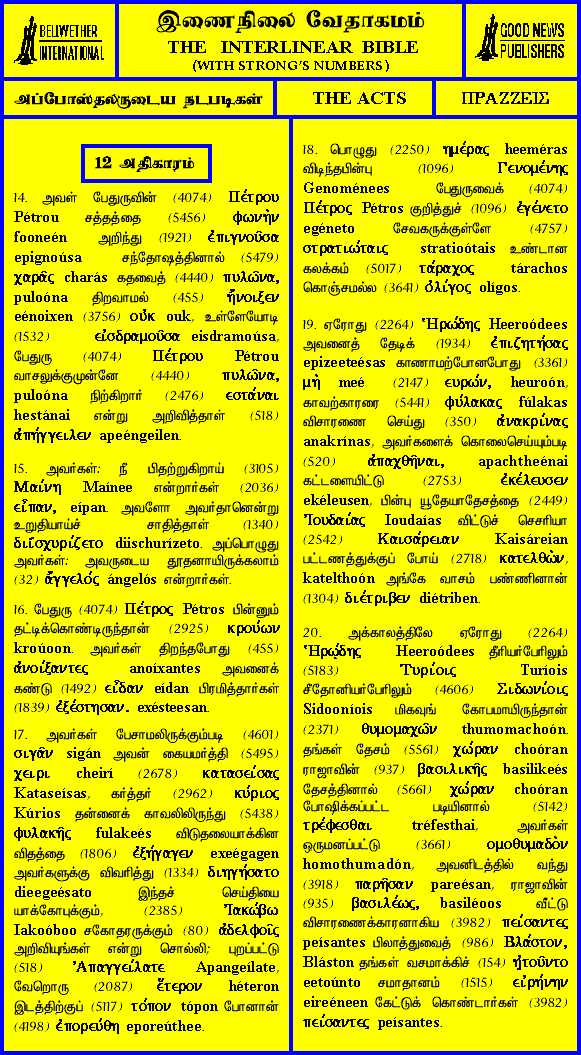 BELLWETHER
INTERNATIONAL
இணைநிலை வேதாகமம்
THE INTERLINEAR BIBLE
(WITH STRONG'S NUMBERS)
GOOD NEWS
PUBLISHERS
அப்போஸ்தலருடைய நடபடிகள்
THE ACTS
ΠΡΑΖΖΕΙΣ
12 அதிகாரம்
14. அவள் பேதுருவின் (4074) Πέτρου
Pétrou சத்தத்தை (5456) φωνὴν
fooneén அறிந்து (1921) ἐπιγνοῦσα
epignoúsa சந்தோஷத்தினால் (5479)
χαρᾶς charás கதவைத் (4440) πυλῶνα,
puloóna திறவாமல் (455) ἤνοιξεν
eénoixen (3756) οὐκ ouk, உள்ளேயோடி
(1532) εἰσδραμοῦσα eisdramoúsa,
பேதுரு (4074) Πέτρου Pétrou
வாசலுக்குமுன்னே (4440) πυλῶνα,
puloóna நிற்கிறார் (2476) εστάναι
hestánai என்று அறிவித்தாள் (518)
ἀπήγγειλεν apeéngeilen.
15. அவர்கள்: நீ பிதற்றுகிறாய் (3105)
Μαίνη Maínee என்றார்கள் (2036)
εἶπαν, eípan. அவளோ அவர்தானென்று
உறுதியாய்ச் சாதித்தாள் (1340)
διϊσχυρίζετο diischurízeto. அப்பொழுது
அவர்கள்: அவருடைய தூதனாயிருக்கலாம்
(32) ἄγγελός ángelós என்றார்கள்.
16. பேதுரு (4074) Πέτρος Pétros பின்னும்
தட்டிக்கொண்டிருந்தான் (2925) κρούων
kroúoon. அவர்கள் திறந்தபோது (455)
ἀνοίξαντες anoíxantes அவனைக்
கண்டு (1492) εἶδαν eídan பிரமித்தார்கள்
(1839) ἐξέστησαν. exésteesan.
17. அவர்கள் பேசாமலிருக்கும்படி (4601)
σιγᾶν sigán அவன் கையமர்த்தி (5495)
χειρι cheirí (2678) κατασείσας
Kataseísas, கர்த்தர் (2962) κύριος
Kúrios தன்னைக் காவலிலிருந்து (5438)
φυλακῆς fulakeés விடுதலையாக்கின
விதத்தை (1806) ἐξήγαγεν exeégagen
அவர்களுக்கு விவரித்து (1334) διηγήσατο
dieegeésato இந்தச் செய்தியை
யாக்கோபுக்கும், (2385) Ἰακώβω
Iakoóboo சகோதரருக்கும் (80) ἀδελφοῖς
அறிவியுங்கள் என்று சொல்லி; புறப்பட்டு
(518) Ἀπαγγείλατε Apangeílate,
வேறொரு (2087) ἕτερον héteron
இடத்திற்குப் (5117) τόπον tópon போனான்
(4198) ἐπορεύθη eporeúthee.
18. பொழுது (2250) ημέρας heeméras
விடிந்தபின்பு (1096) Γενομένης
Genoménees பேதுருவைக் (4074)
Πέτρος Pétros குறித்துச் (1096) ἐγένετο
egéneto சேவகருக்குள்ளே (4757)
στρατιώταις stratioótais உண்டான
கலக்கம் (5017) τάραχος tárachos
கொஞ்சமல்ல (3641) ὀλίγος olígos.
19. ஏரோது (2264) Ἡρώδης Heeroódees
அவனைத் தேடிக் (1934) ἐπιζητήσας
epizeeteésas காணாமற்போனபோது (3361)
μὴ meé (2147) ευρών, heuroón,
காவற்காரரை (5441) φύλακας fúlakas
விசாரணை செய்து (350) ἀνακρίνας
anakrínas, அவர்களைக் கொலைசெய்யும்படி
(520) ἀπαχθῆναι, apachtheénai
கட்டளையிட்டு (2753) ἐκέλευσεν
ekéleusen, பின்பு யூதேயாதேசத்தை (2449)
Ἰουδαίας Ioudaías விட்டுச் செசரியா
(2542) Καισάρειαν Kaisáreian
பட்டணத்துக்குப் போய் (2718) κατελθὼν,
katelthoón அங்கே வாசம் பண்ணினான்
(1304) διέτριβεν diétriben.
20. அக்காலத்திலே ஏரோது (2264)
Ἡρῴδης Heeroódees தீரியர்பேரிலும்
(5183) Τυρίοις Turíois
சீதோனியர்பேரிலும் (4606) Σιδωνίοις
Sidooníois மிகவுங் கோபமாயிருந்தான்
(2371) θυμομαχῶν thumomachoón.
தங்கள் தேசம் (5561) χώραν choóran
ராஜாவின் (937) βασιλικῆς basilikeés
தேசத்தினால் (5661) χώραν choóran
போஷிக்கப்பட்ட படியினால் (5142)
τρέφεσθαι tréfesthai, அவர்கள்
ஒருமனப்பட்டு (3661) ομοθυμαδὸν
homothumadón, அவனிடத்தில் வந்து
(3918) παρῆσαν pareésan, ராஜாவின்
(935) βασιλέως, basiléoos வீட்டு
விசாரணைக்காரனாகிய (3982) πείσαντες
peísantes பிலாத்துவைத் (986) Βλάστον,
Bláston தங்கள் வசமாக்கிச் (154) ᾐτοῦντο
eetoúnto சமாதானம் (1515) εἰρήνην
eireéneen கேட்டுக் கொண்டார்கள் (3982)
πείσαντες peísantes.